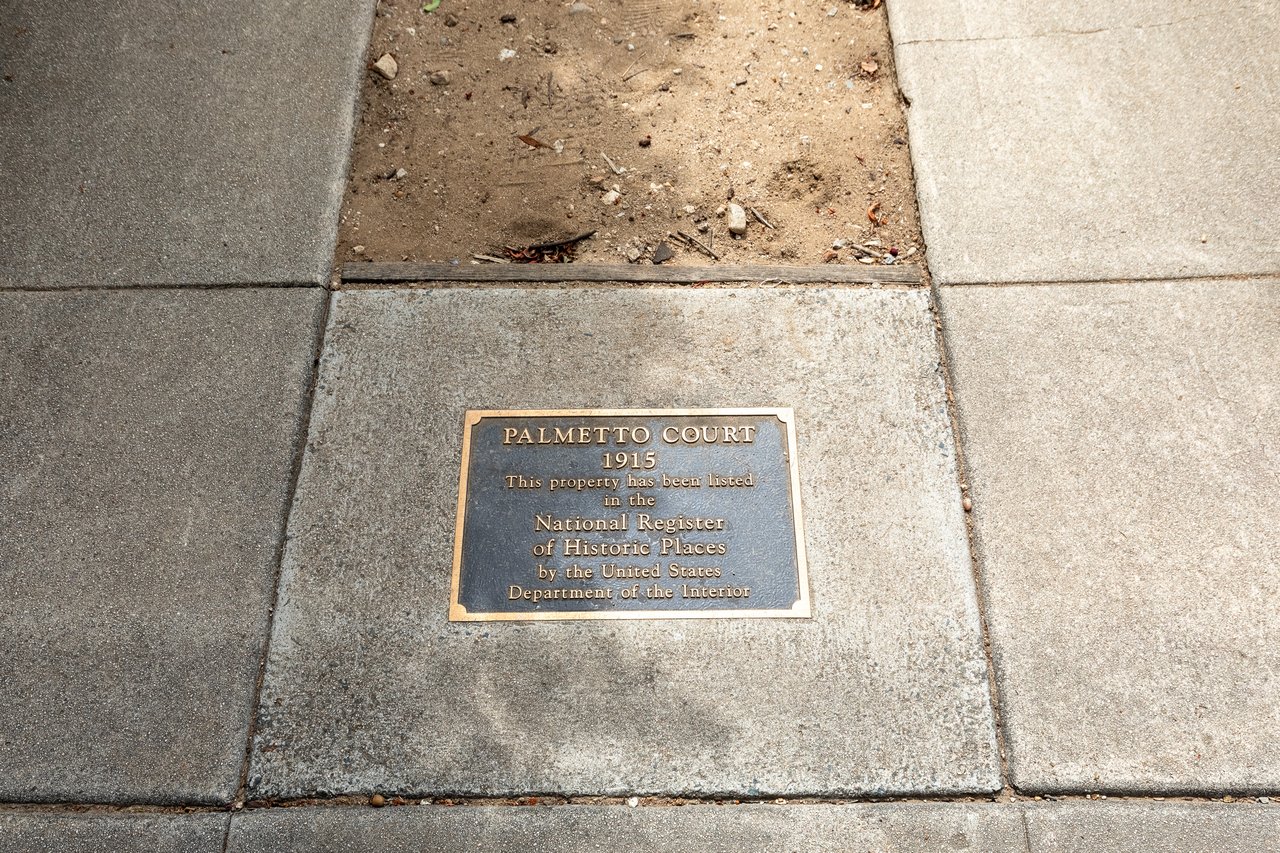 PALMETTO COURT
1915
This property has been listed
in the
National Register
of Historic Places
by the United States
Department of the Interior